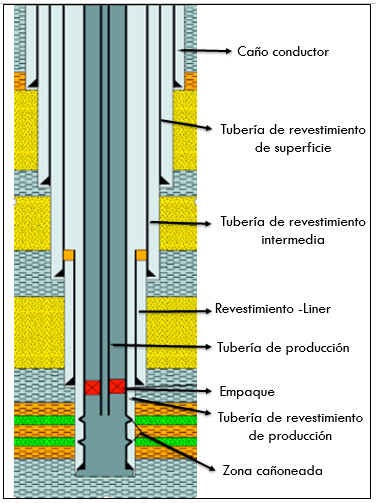 Caño conductor
Tubería de revestimiento
de superficie
Tubería de revestimiento
intermedia
Revestimiento -Liner
Tubería de producción
Empaque
Tubería de revestimiento
de producción
Zona cañoneada